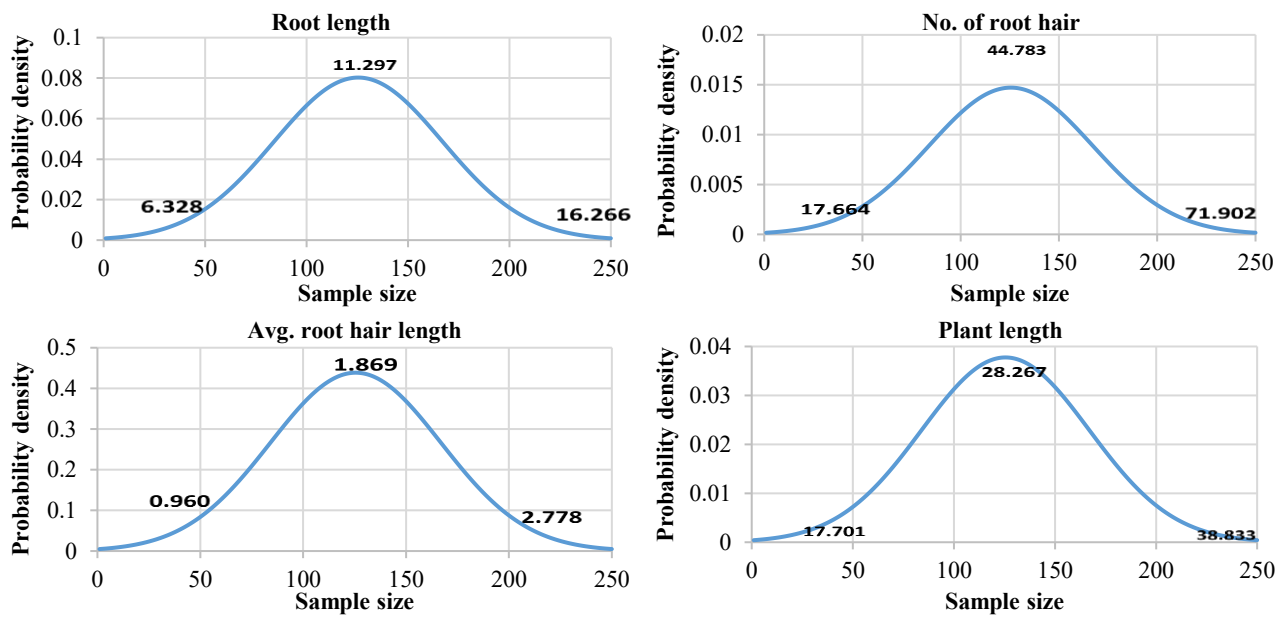 Root length
0.1
0.08
0.06
0.04
0.02
0
Probability density
11.297
6.328
16.266
0 50 100 150 200 250
Sample size
No. of root hair
0.02
0.015
0.01
0.005
0
Probability density
44.783
17.664
71.902
0 50 100 150 200 250
Sample size
Avg. root hair length
0.5
0.4
0.3
0.2
0.1
0
Probability density
1.869
0.960
2.778
0 50 100 150 200 250
Sample size
Plant length
0.04
0.03
0.02
0.01
0
Probability density
28.267
17.701
38.833
0 50 100 150 200 250
Sample size